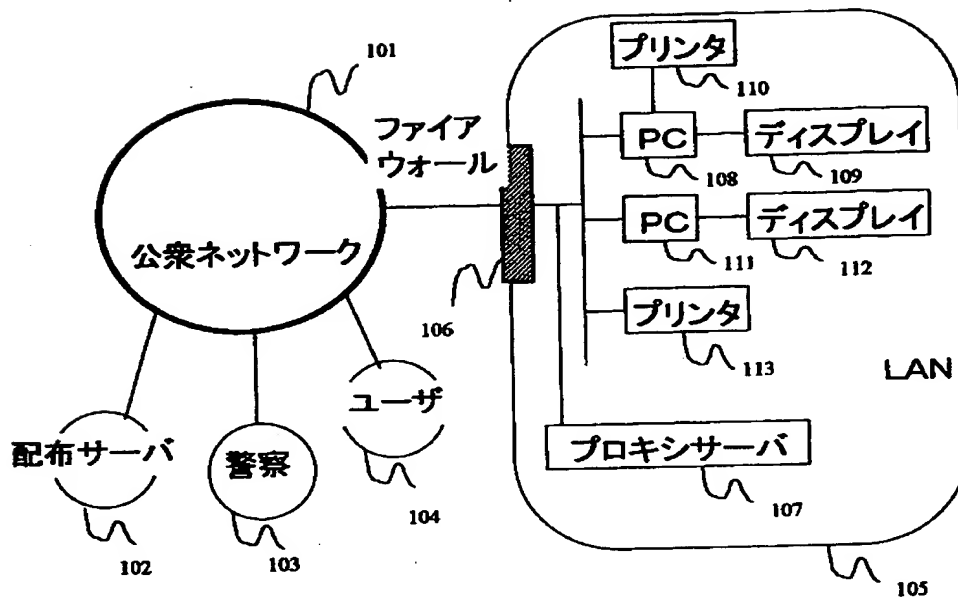 プリンタ
110
101
ファイア
ウォール
PC
ディスプレイ
108
109
PC
ディスプレイ
111
112
公衆ネットワーク
106
プリンタ
113
LAN
ユーザ
配布サーバ
警察
プロキシサーバ
104
107
102
103
105